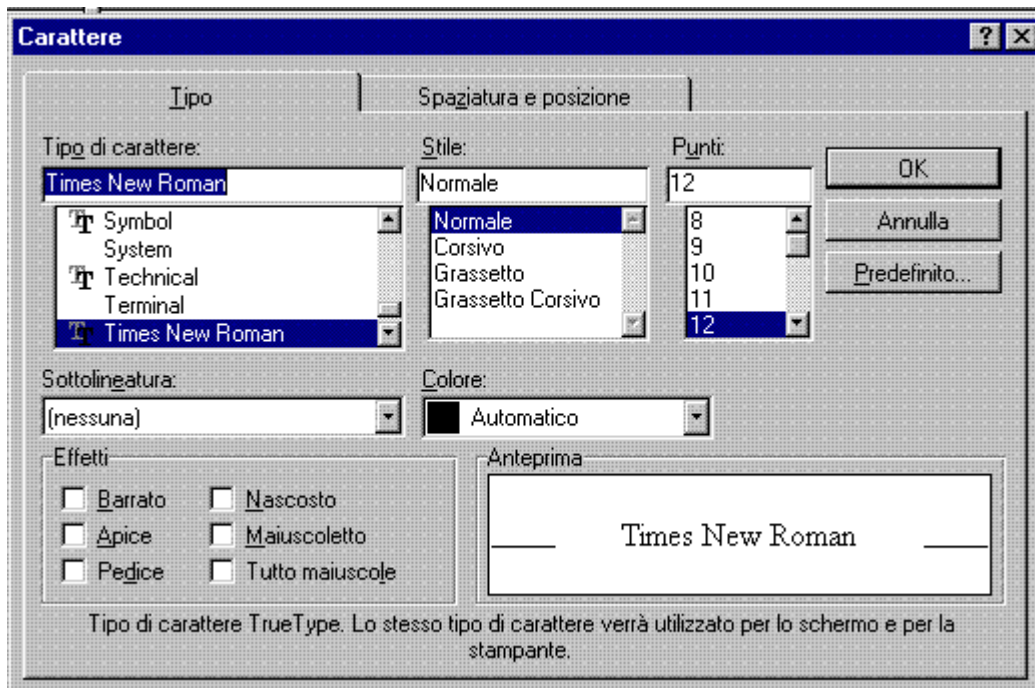 Carattere
Tipo
Spaziatura e posizione
Tipo di carattere:
Times New Roman
Symbol
System
Technical
Terminal
Times New Roman
Stile:
Normale
Normale
Corsivo
Grassetto
Grassetto Corsivo
Punti:
12
8
9
10
11
12
OK
Annulla
Predefinito...
Sottolineatura:
(nessuna)
Colore:
Automatico
Effetti
Barrato
Apice
Pedice
Nascosto
Maiuscoletto
Tutto maiuscole
Anteprima
Times New Roman
Tipo di carattere TrueType. Lo stesso tipo di carattere verrà utilizzato per lo schermo e per la
stampante.